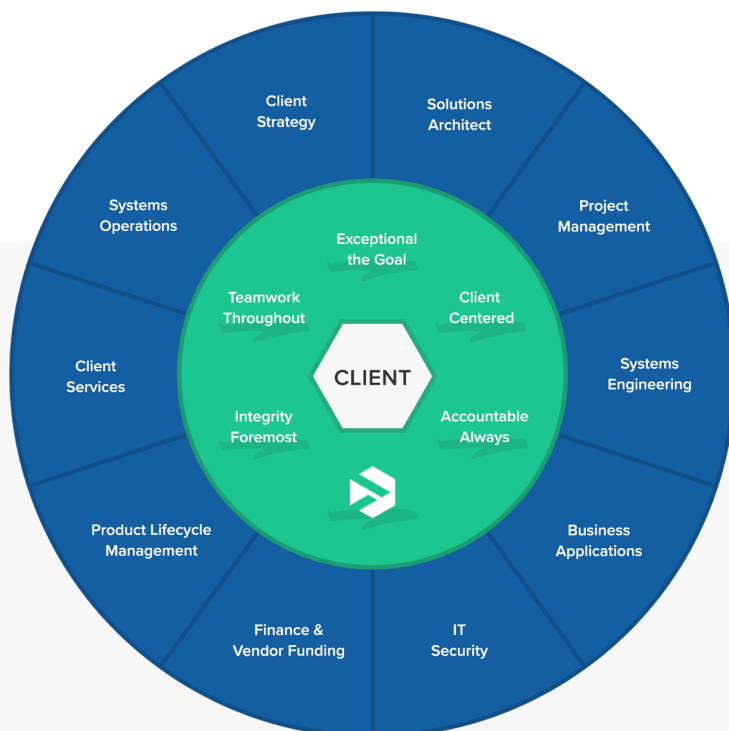 Client
Strategy
Solutions
Architect
Project
Management
Systems
Engineering
Business
Applications
IT
Security
Finance &
Vendor Funding
Product Lifecycle
Management
Client
Services
Systems
Operations
Exceptional
the Goal
Client
Centered
Accountable
Always
Integrity
Foremost
Teamwork
Throughout
CLIENT